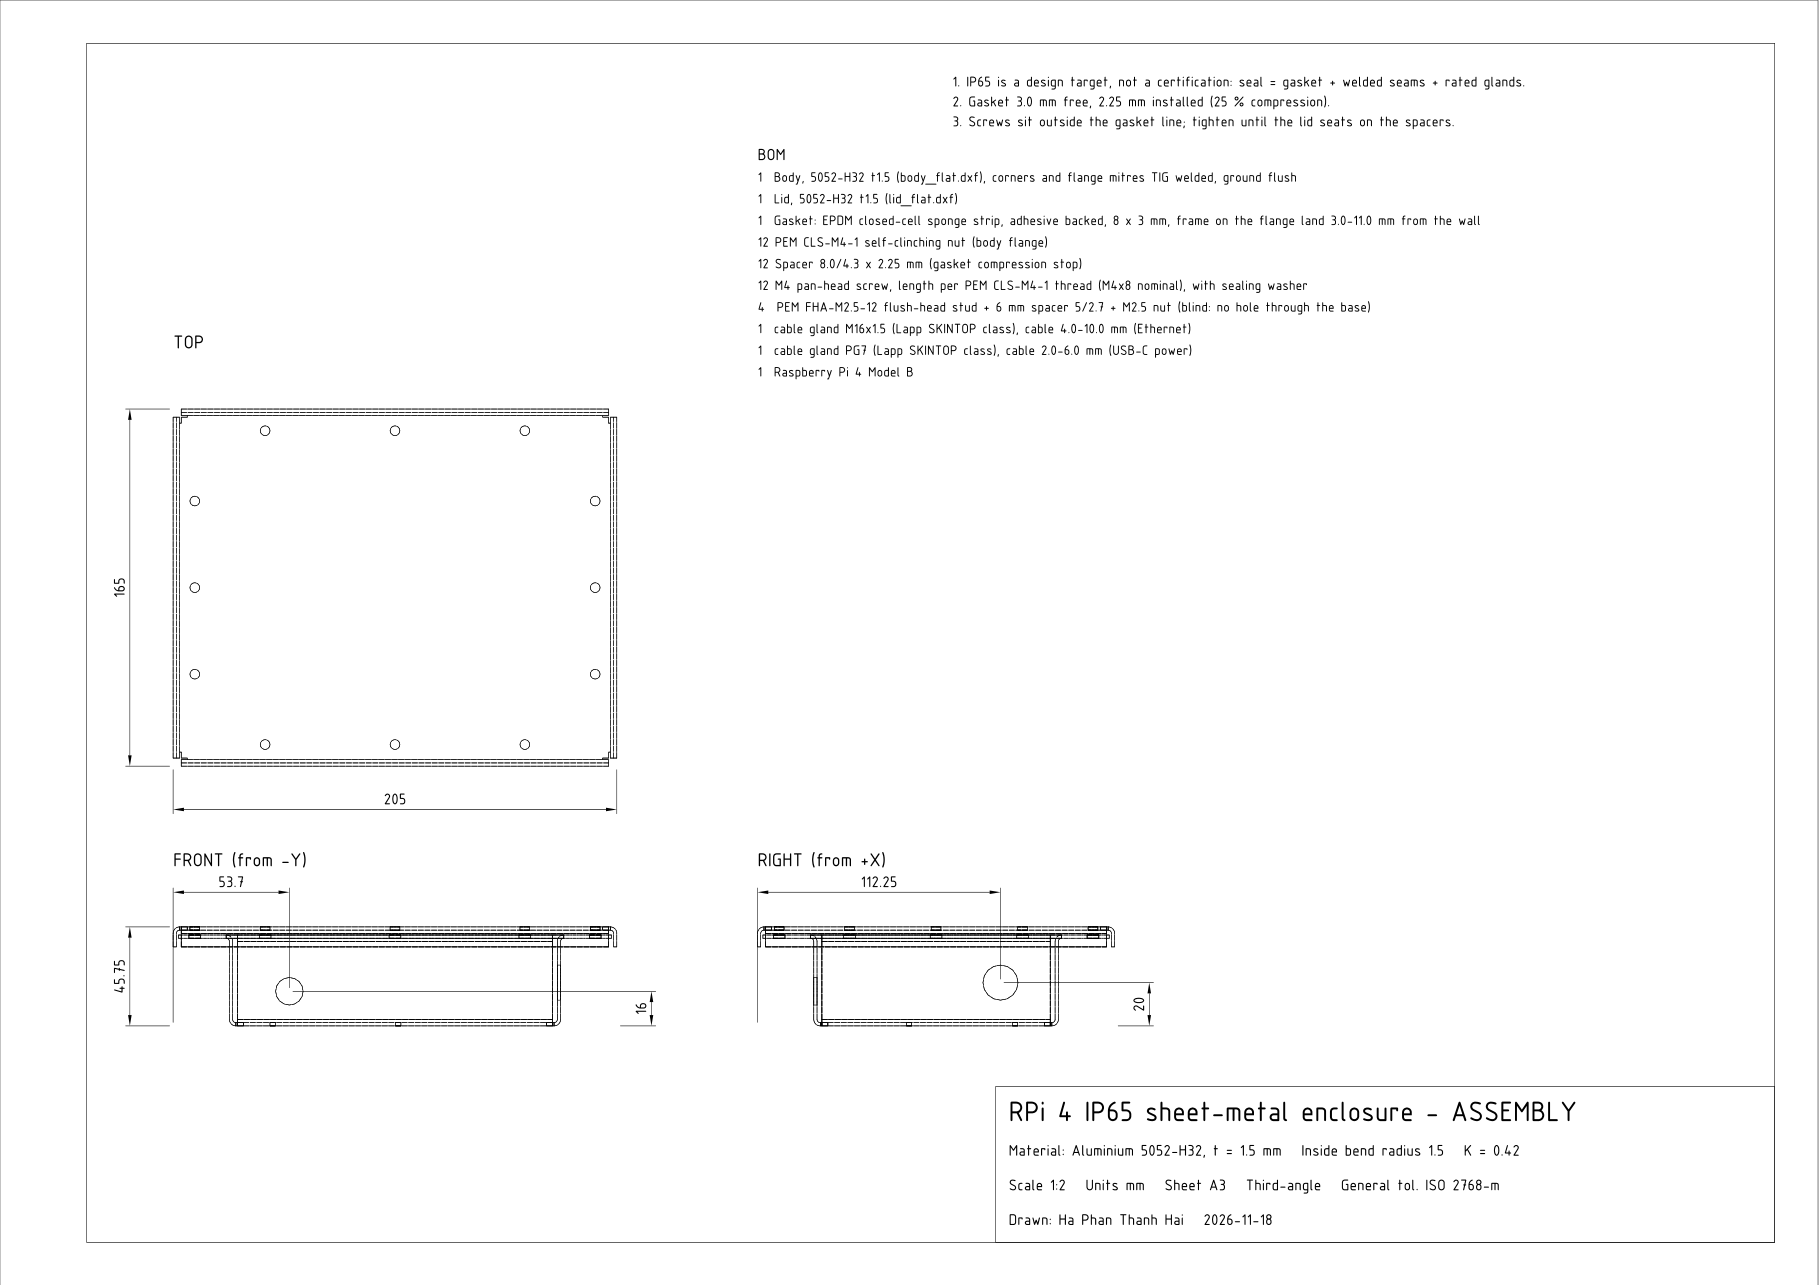 1. IP65 is a design target, not a certification: seal = gasket + welded seams + rated glands.
2. Gasket 3.0 mm free, 2.25 mm installed (25 % compression).
3. Screws sit outside the gasket line; tighten until the lid seats on the spacers.
BOM
1 Body, 5052-H32 t1.5 (body_flat.dxf), corners and flange mitres TIG welded, ground flush
1 Lid, 5052-H32 t1.5 (lid_flat.dxf)
1 Gasket: EPDM closed-cell sponge strip, adhesive backed, 8 x 3 mm, frame on the flange land 3.0-11.0 mm from the wall
12 PEM CLS-M4-1 self-clinching nut (body flange)
12 Spacer 8.0/4.3 x 2.25 mm (gasket compression stop)
12 M4 pan-head screw, length per PEM CLS-M4-1 thread (M4x8 nominal), with sealing washer
4 PEM FHA-M2.5-12 flush-head stud + 6 mm spacer 5/2.7 + M2.5 nut (blind: no hole through the base)
1 cable gland M16x1.5 (Lapp SKINTOP class), cable 4.0-10.0 mm (Ethernet)
1 cable gland PG7 (Lapp SKINTOP class), cable 2.0-6.0 mm (USB-C power)
1 Raspberry Pi 4 Model B
TOP
165
205
FRONT (from -Y)
53.7
45.75
16
RIGHT (from +X)
112.25
20
RPi 4 IP65 sheet-metal enclosure - ASSEMBLY
Material: Aluminium 5052-H32, t = 1.5 mm Inside bend radius 1.5 K = 0.42
Scale 1:2 Units mm Sheet A3 Third-angle General tol. ISO 2768-m
Drawn: Ha Phan Thanh Hai 2026-11-18